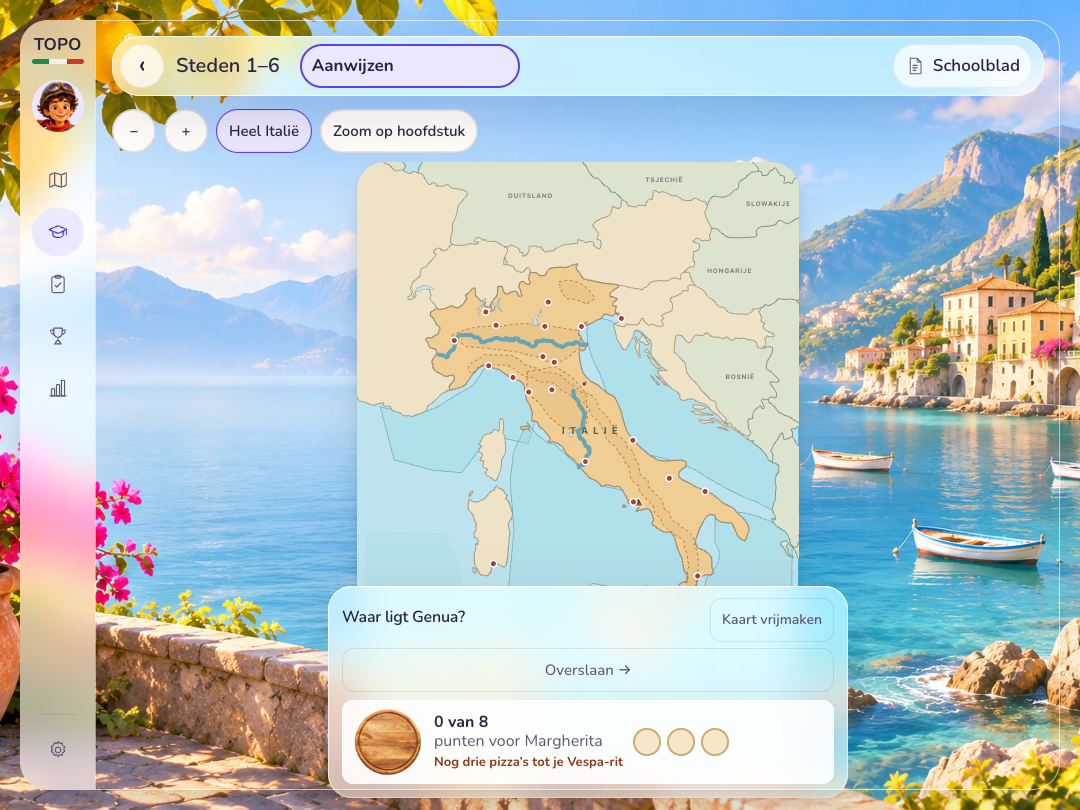 TOPO
‹
Steden 1–6
Aanwijzen
Schoolblad
−
+
Heel Italië
Zoom op hoofdstuk
DUITSLAND
TSJECHIË
SLOWAKIJE
HONGARIJE
BOSNIË
ITALIË
Waar ligt Genua?
Kaart vrijmaken
Overslaan →
0 van 8
punten voor Margherita
Nog drie pizza's tot je Vespa-rit